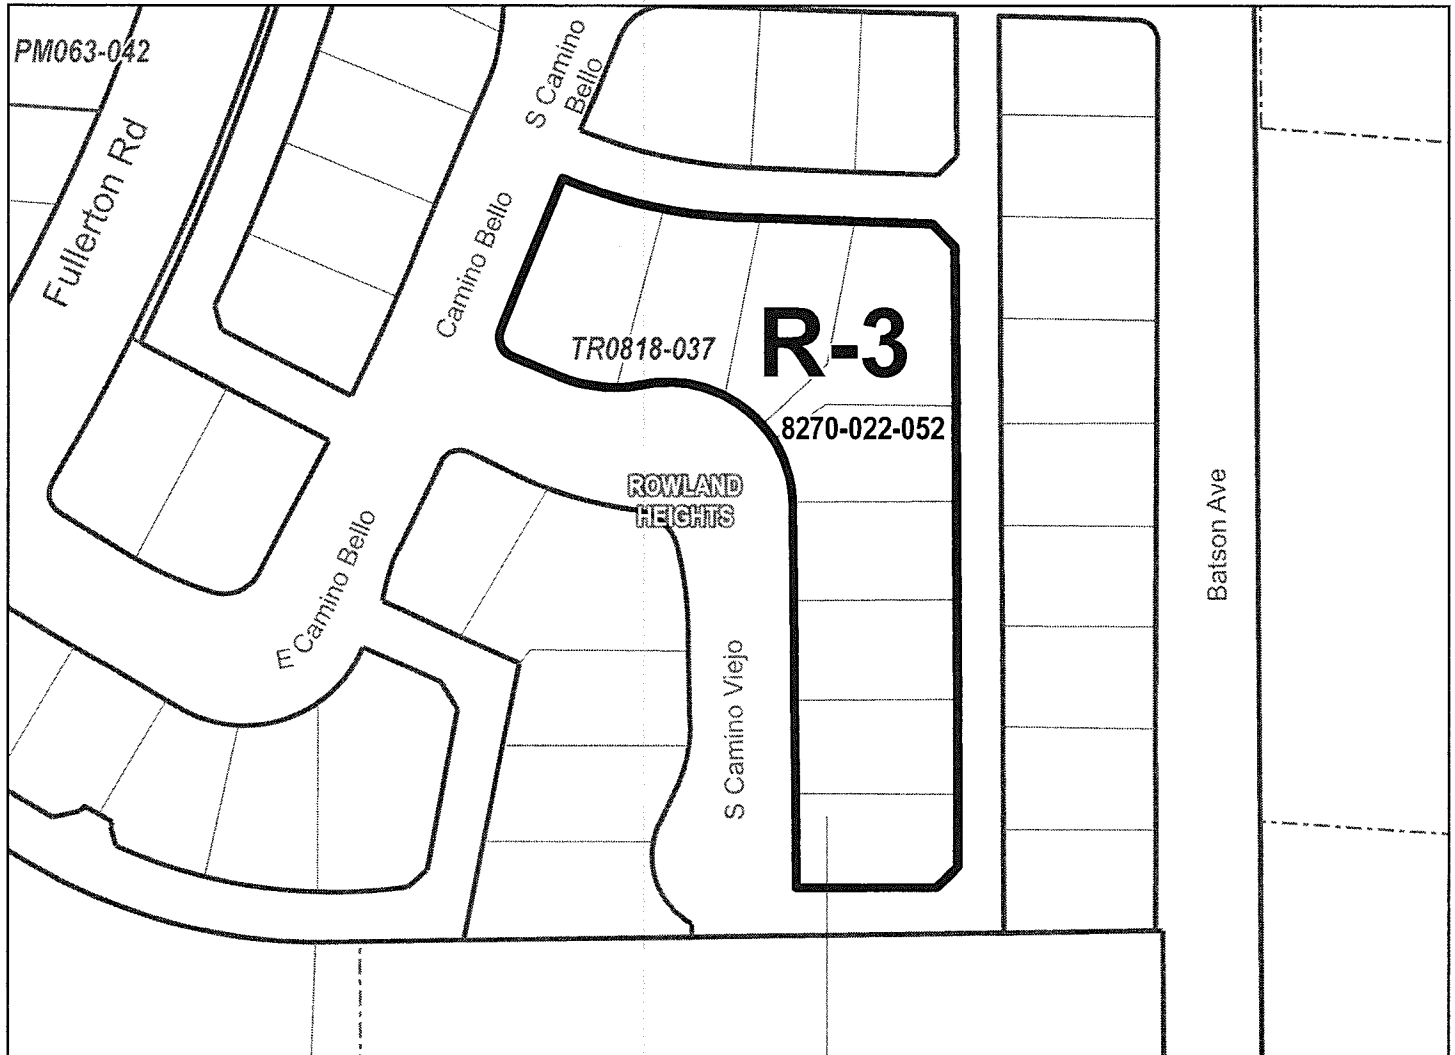 PM063-042
S Camino
Bello
Fullerton Rd
Camino Bello
R-3
TR0818-037
8270-022-052
ROWLAND
HEIGHTS
E Camino Bello
Batson Ave
S Camino Viejo